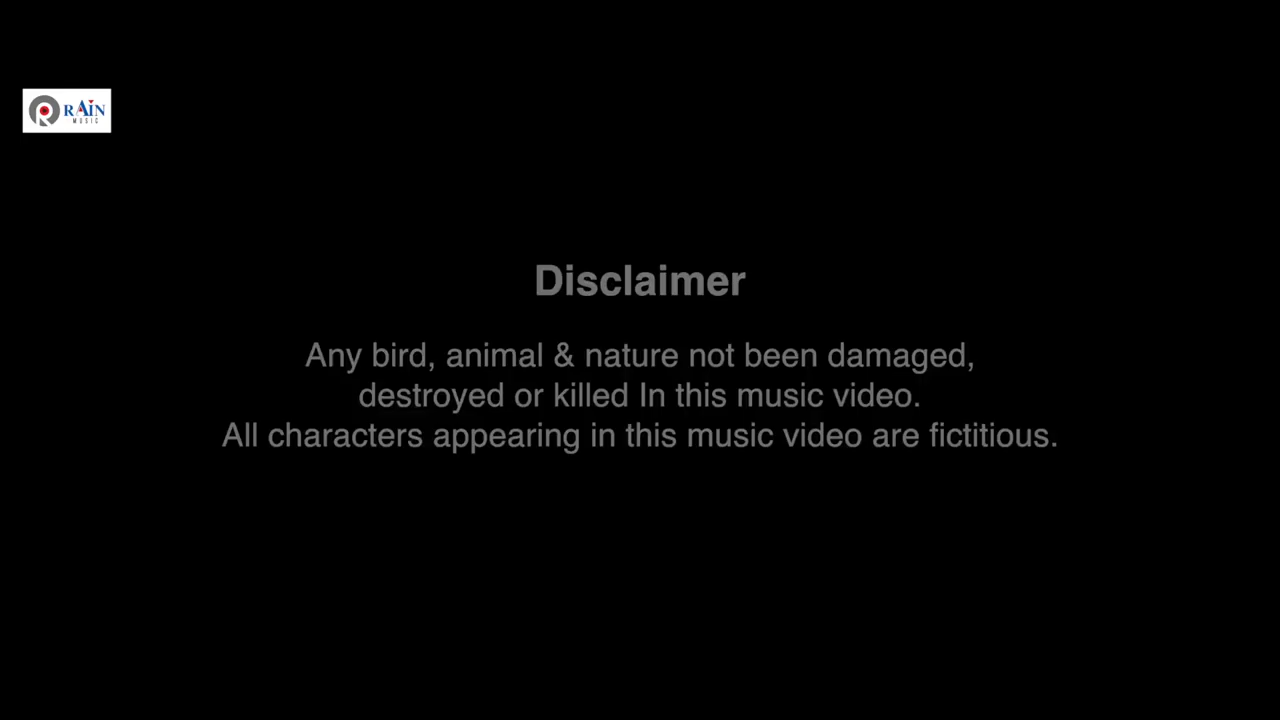 RAIN
MUSIC
Disclaimer
Any bird, animal & nature not been damaged,
destroyed or killed In this music video.
All characters appearing in this music video are fictitious.